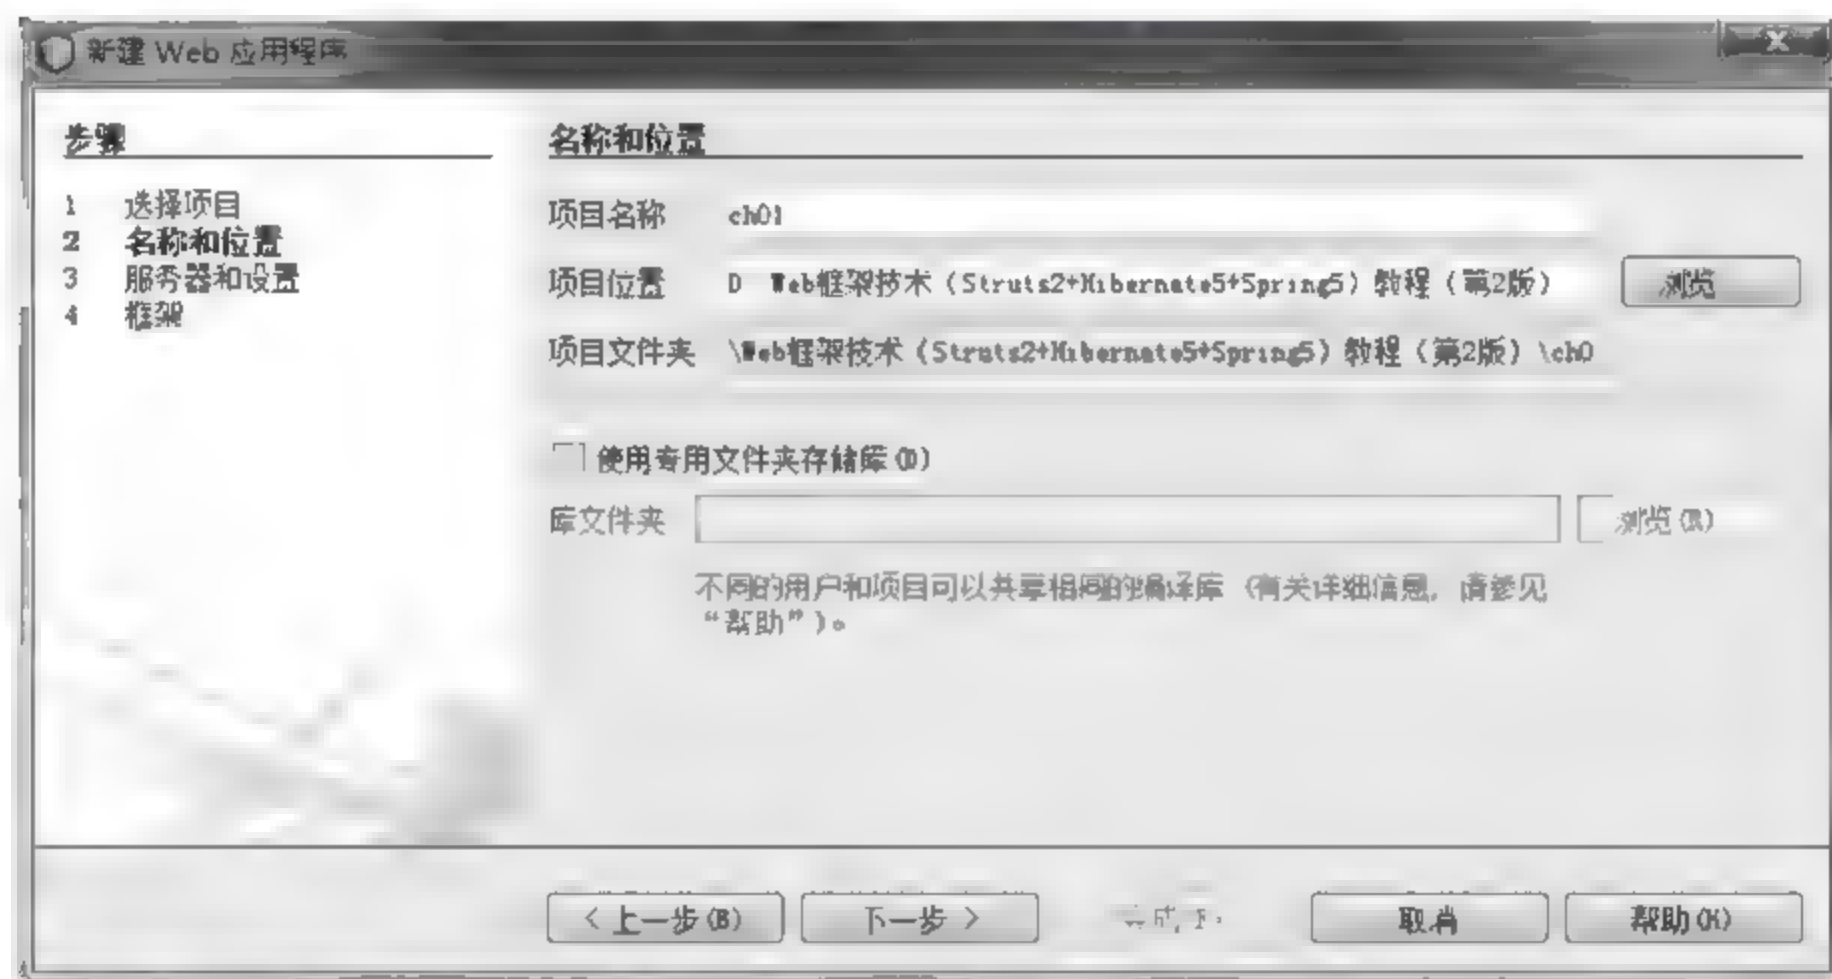 新建 Web 应用程序
步骤
1 选择项目
2 名称和位置
3 服务器和设置
4 框架
名称和位置
项目名称 ch01
项目位置 D Web框架技术（Struts2+Hibernate5+Spring5）教程（第2版） 浏览
项目文件夹 \Web框架技术（Struts2+Hibernate5+Spring5）教程（第2版）\ch0
使用专用文件夹存储库(D)
库文件夹 浏览(R)
不同的用户和项目可以共享相同的编译库（有关详细信息，请参见
“帮助”）。
< 上一步(B) 下一步 > 取消 帮助(H)